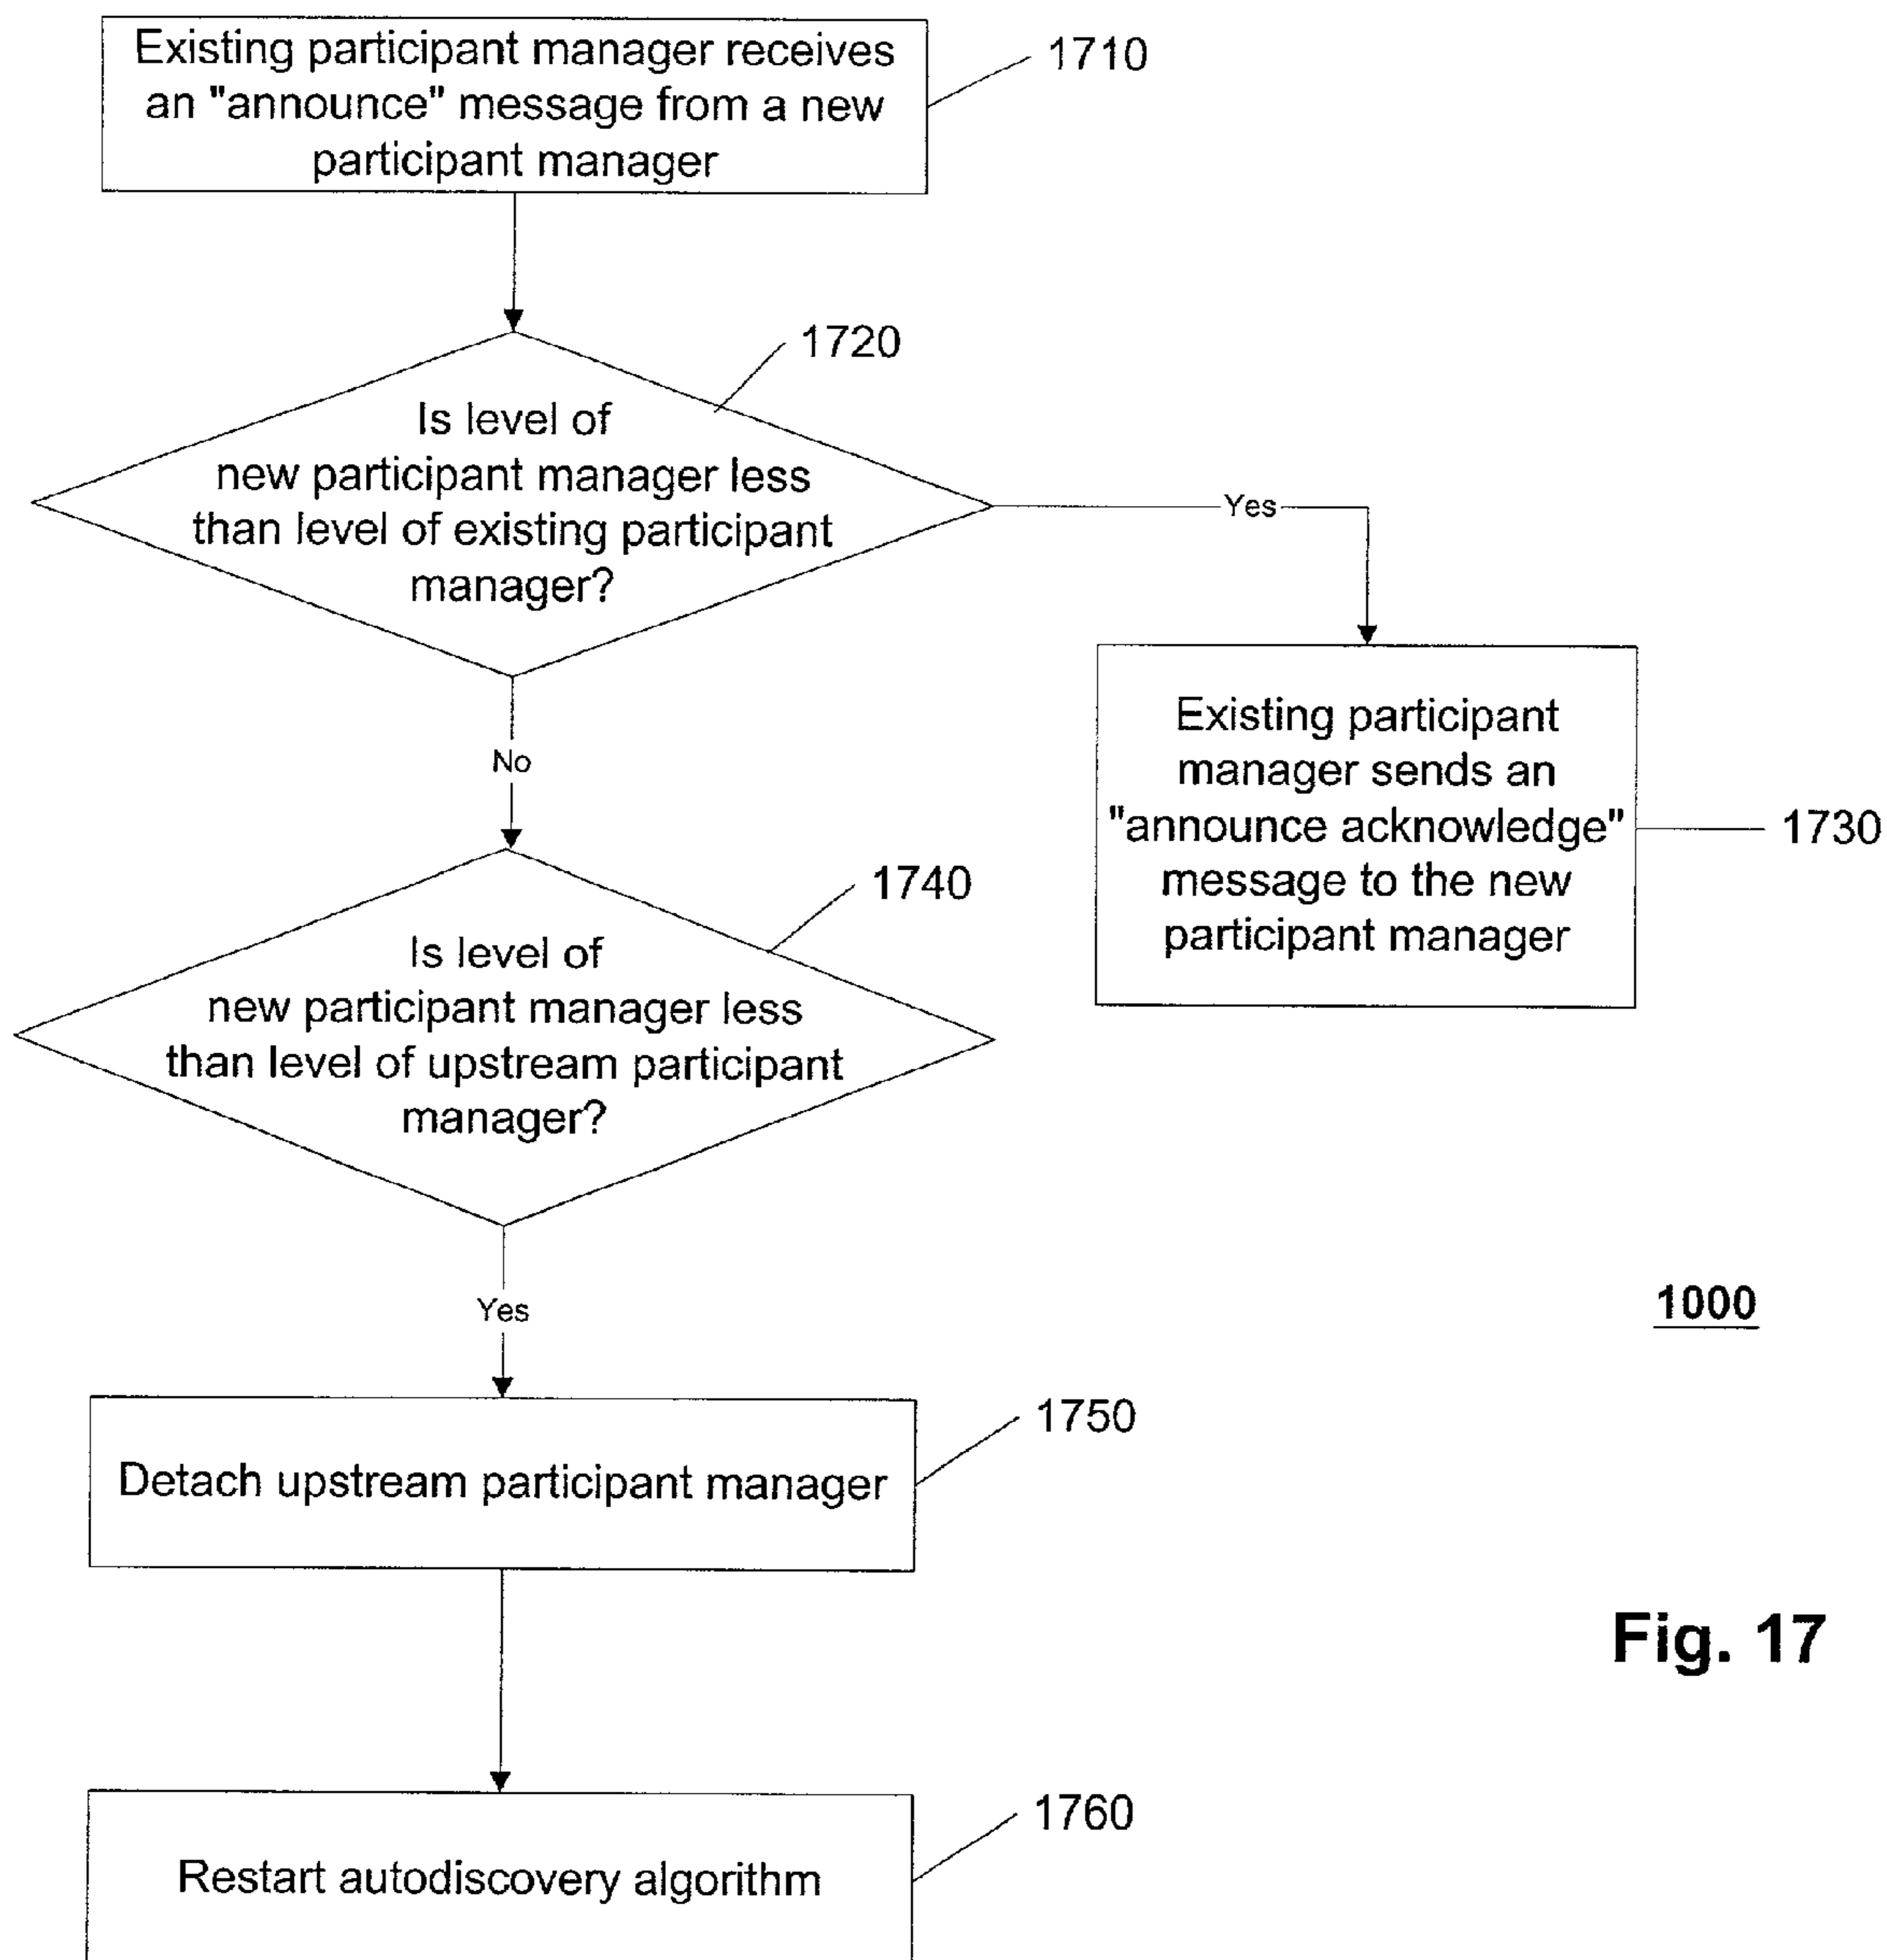 Existing participant manager receives
an "announce" message from a new
participant manager
1710
1720
Is level of
new participant manager less
than level of existing participant
manager?
Yes
Existing participant
manager sends an
"announce acknowledge"
message to the new
participant manager
1730
No
1740
Is level of
new participant manager less
than level of upstream participant
manager?
Yes
1000
1750
Detach upstream participant manager
Fig. 17
1760
Restart autodiscovery algorithm